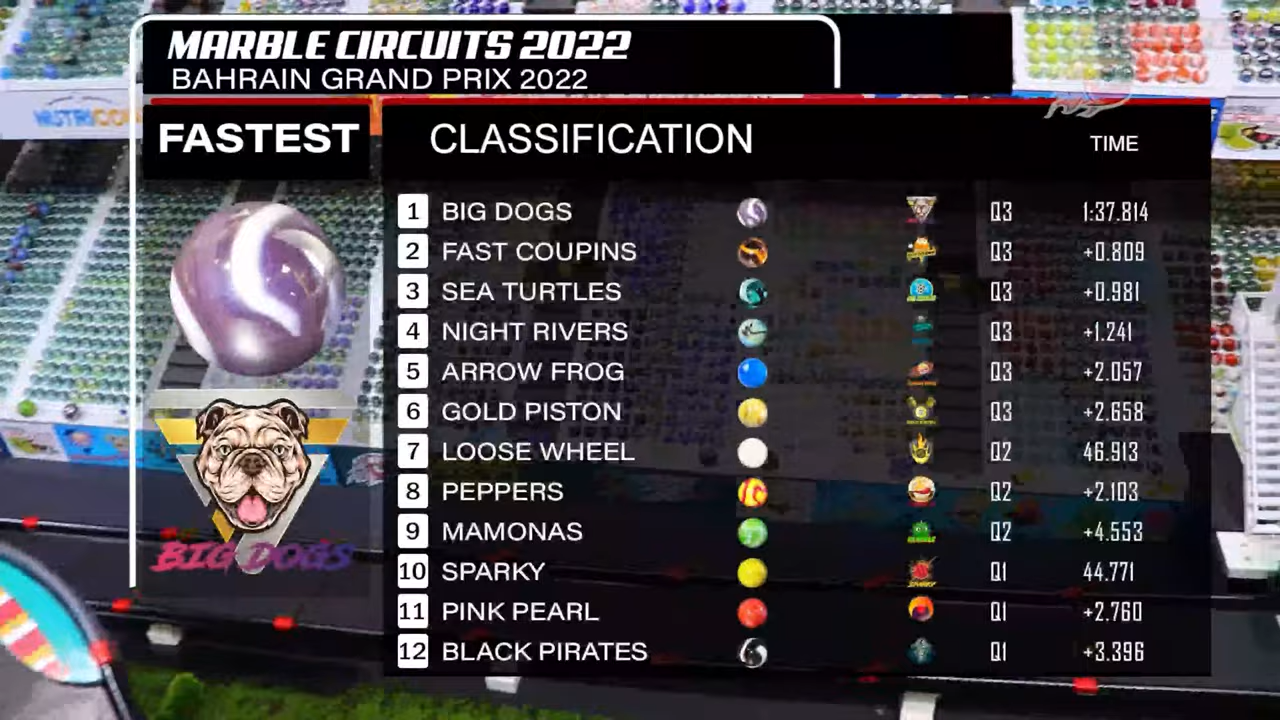 MARBLE CIRCUITS 2022
BAHRAIN GRAND PRIX 2022
FASTEST
CLASSIFICATION TIME
1 BIG DOGS Q3 1:37.814
2 FAST COUPINS Q3 +0.809
3 SEA TURTLES Q3 +0.981
4 NIGHT RIVERS Q3 +1.241
5 ARROW FROG Q3 +2.057
6 GOLD PISTON Q3 +2.658
7 LOOSE WHEEL Q2 46.913
8 PEPPERS Q2 +2.103
9 MAMONAS Q2 +4.553
10 SPARKY Q1 44.771
11 PINK PEARL Q1 +2.760
12 BLACK PIRATES Q1 +3.396
BIG DOGS